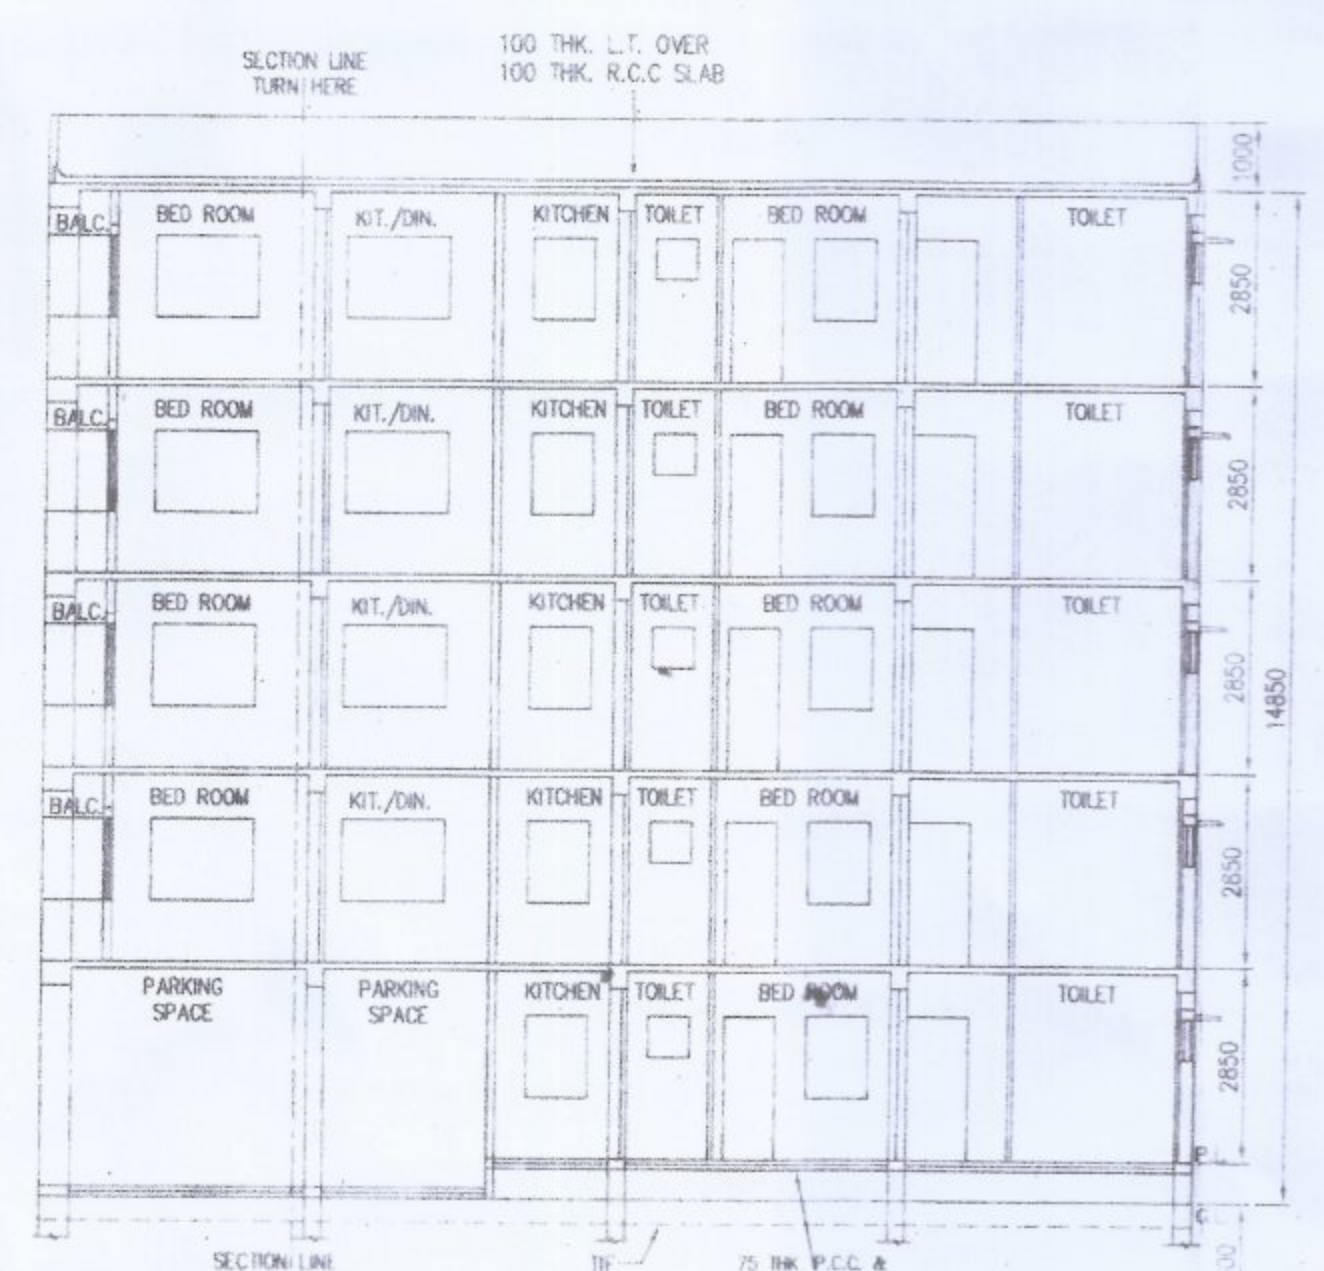 SECTION LINE
TURN HERE
100 THK. L.T. OVER
100 THK. R.C.C SLAB
1000
BALC. BED ROOM KIT./DIN. KITCHEN TOILET BED ROOM TOILET
2850
BALC. BED ROOM KIT./DIN. KITCHEN TOILET BED ROOM TOILET
2850
BALC. BED ROOM KIT./DIN. KITCHEN TOILET BED ROOM TOILET
2850
14850
BALC. BED ROOM KIT./DIN. KITCHEN TOILET BED ROOM TOILET
2850
PARKING
SPACE
PARKING
SPACE
KITCHEN TOILET BED ROOM TOILET
2850
SECTION LINE
TIE
75 THK P.C.C. &